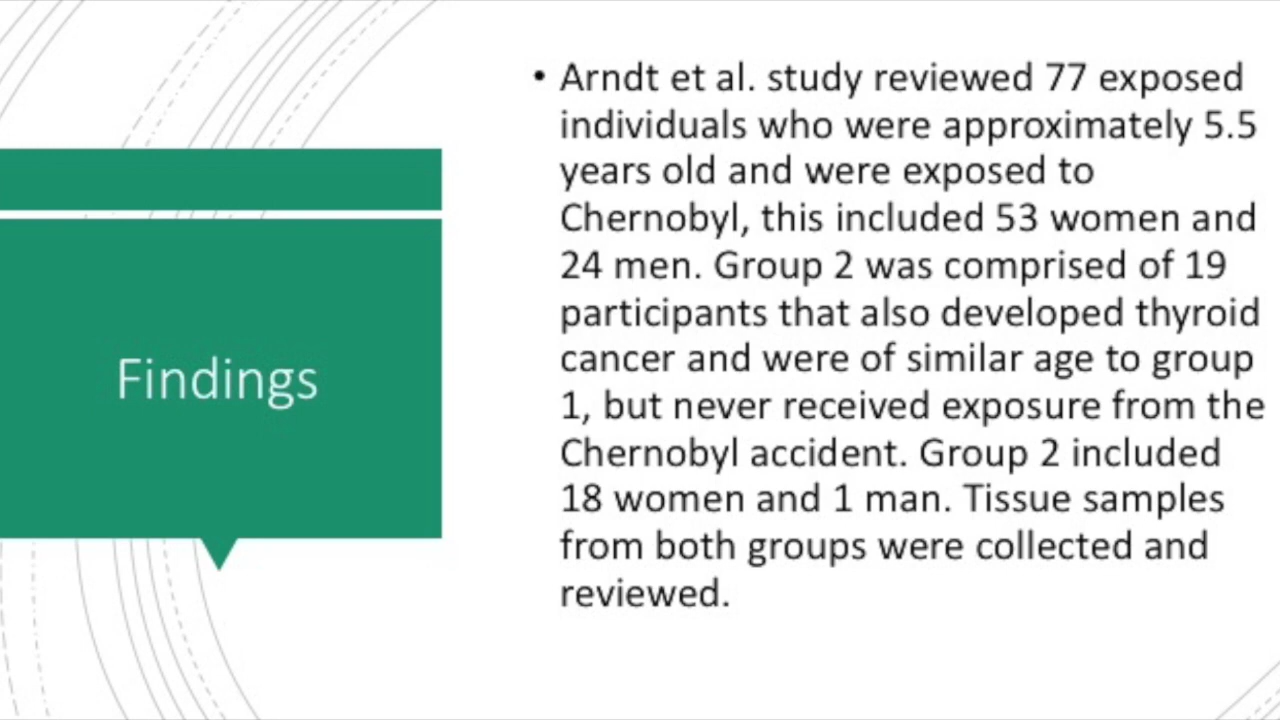 Findings
• Arndt et al. study reviewed 77 exposed
individuals who were approximately 5.5
years old and were exposed to
Chernobyl, this included 53 women and
24 men. Group 2 was comprised of 19
participants that also developed thyroid
cancer and were of similar age to group
1, but never received exposure from the
Chernobyl accident. Group 2 included
18 women and 1 man. Tissue samples
from both groups were collected and
reviewed.